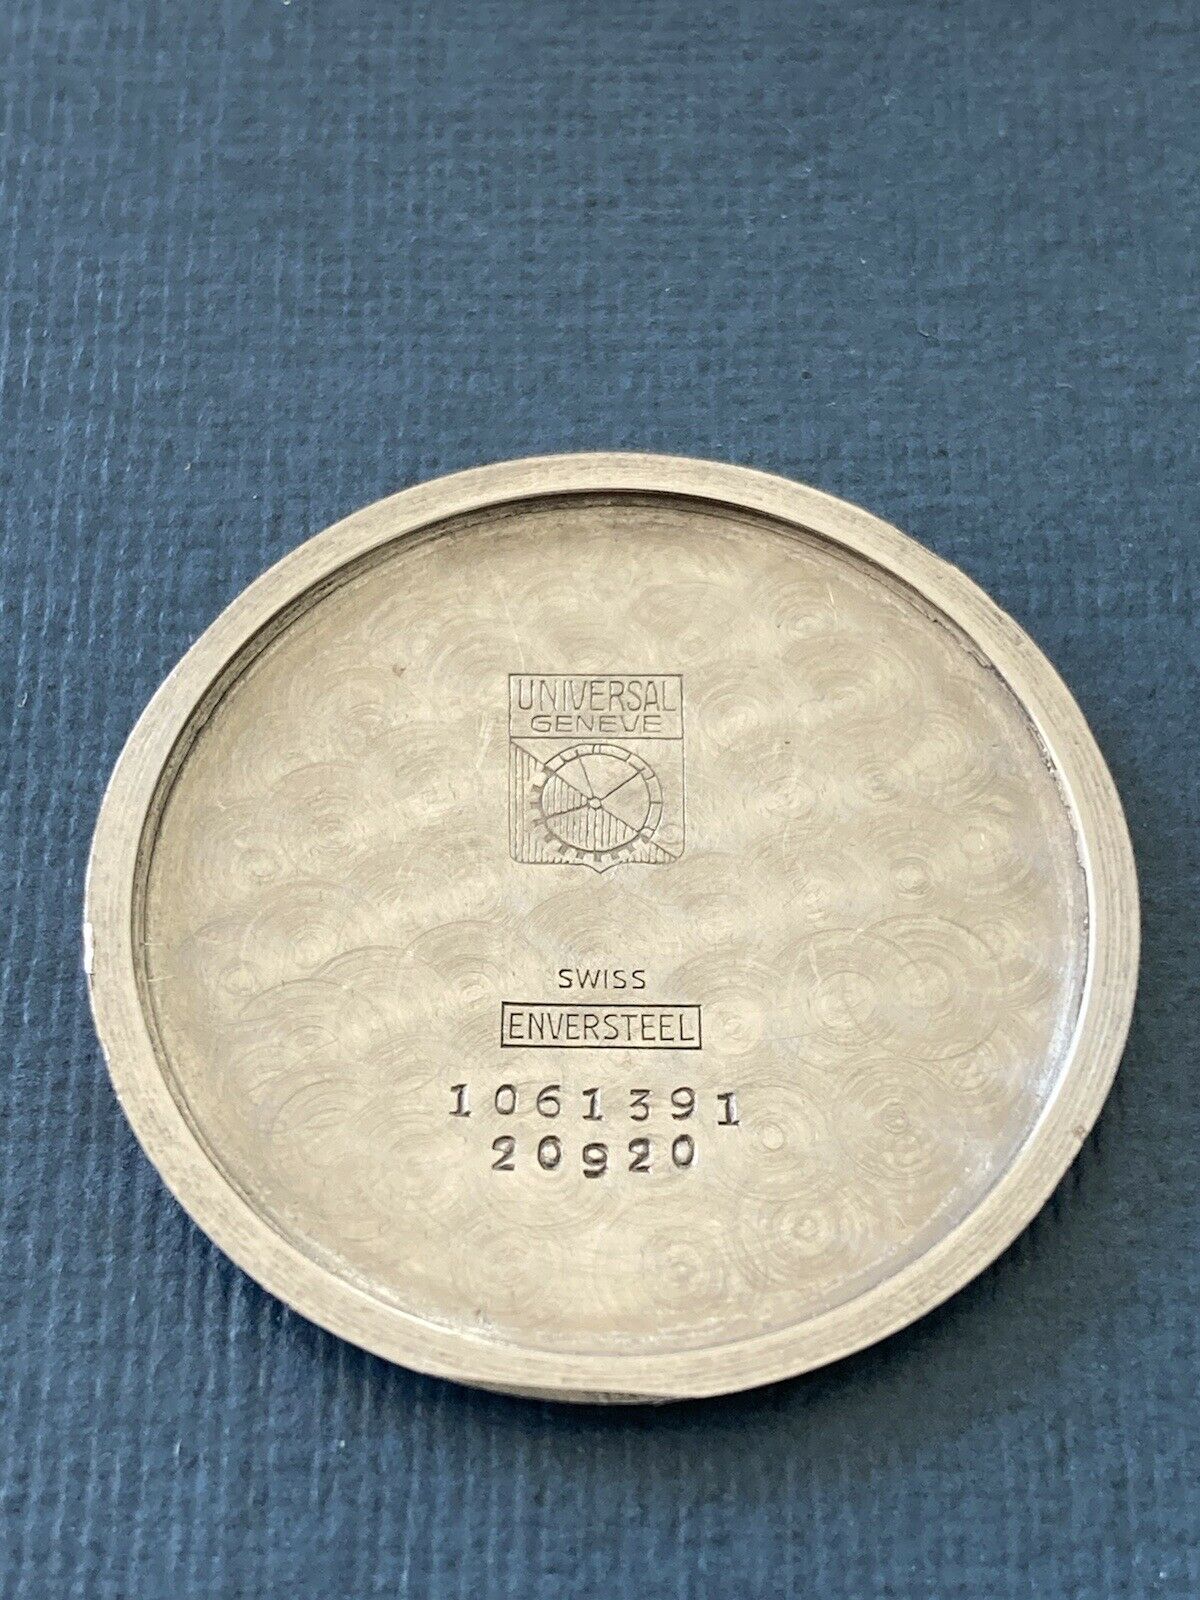 UNIVERSAL
GENEVE
SWISS
ENVERSTEEL
1061391
20920